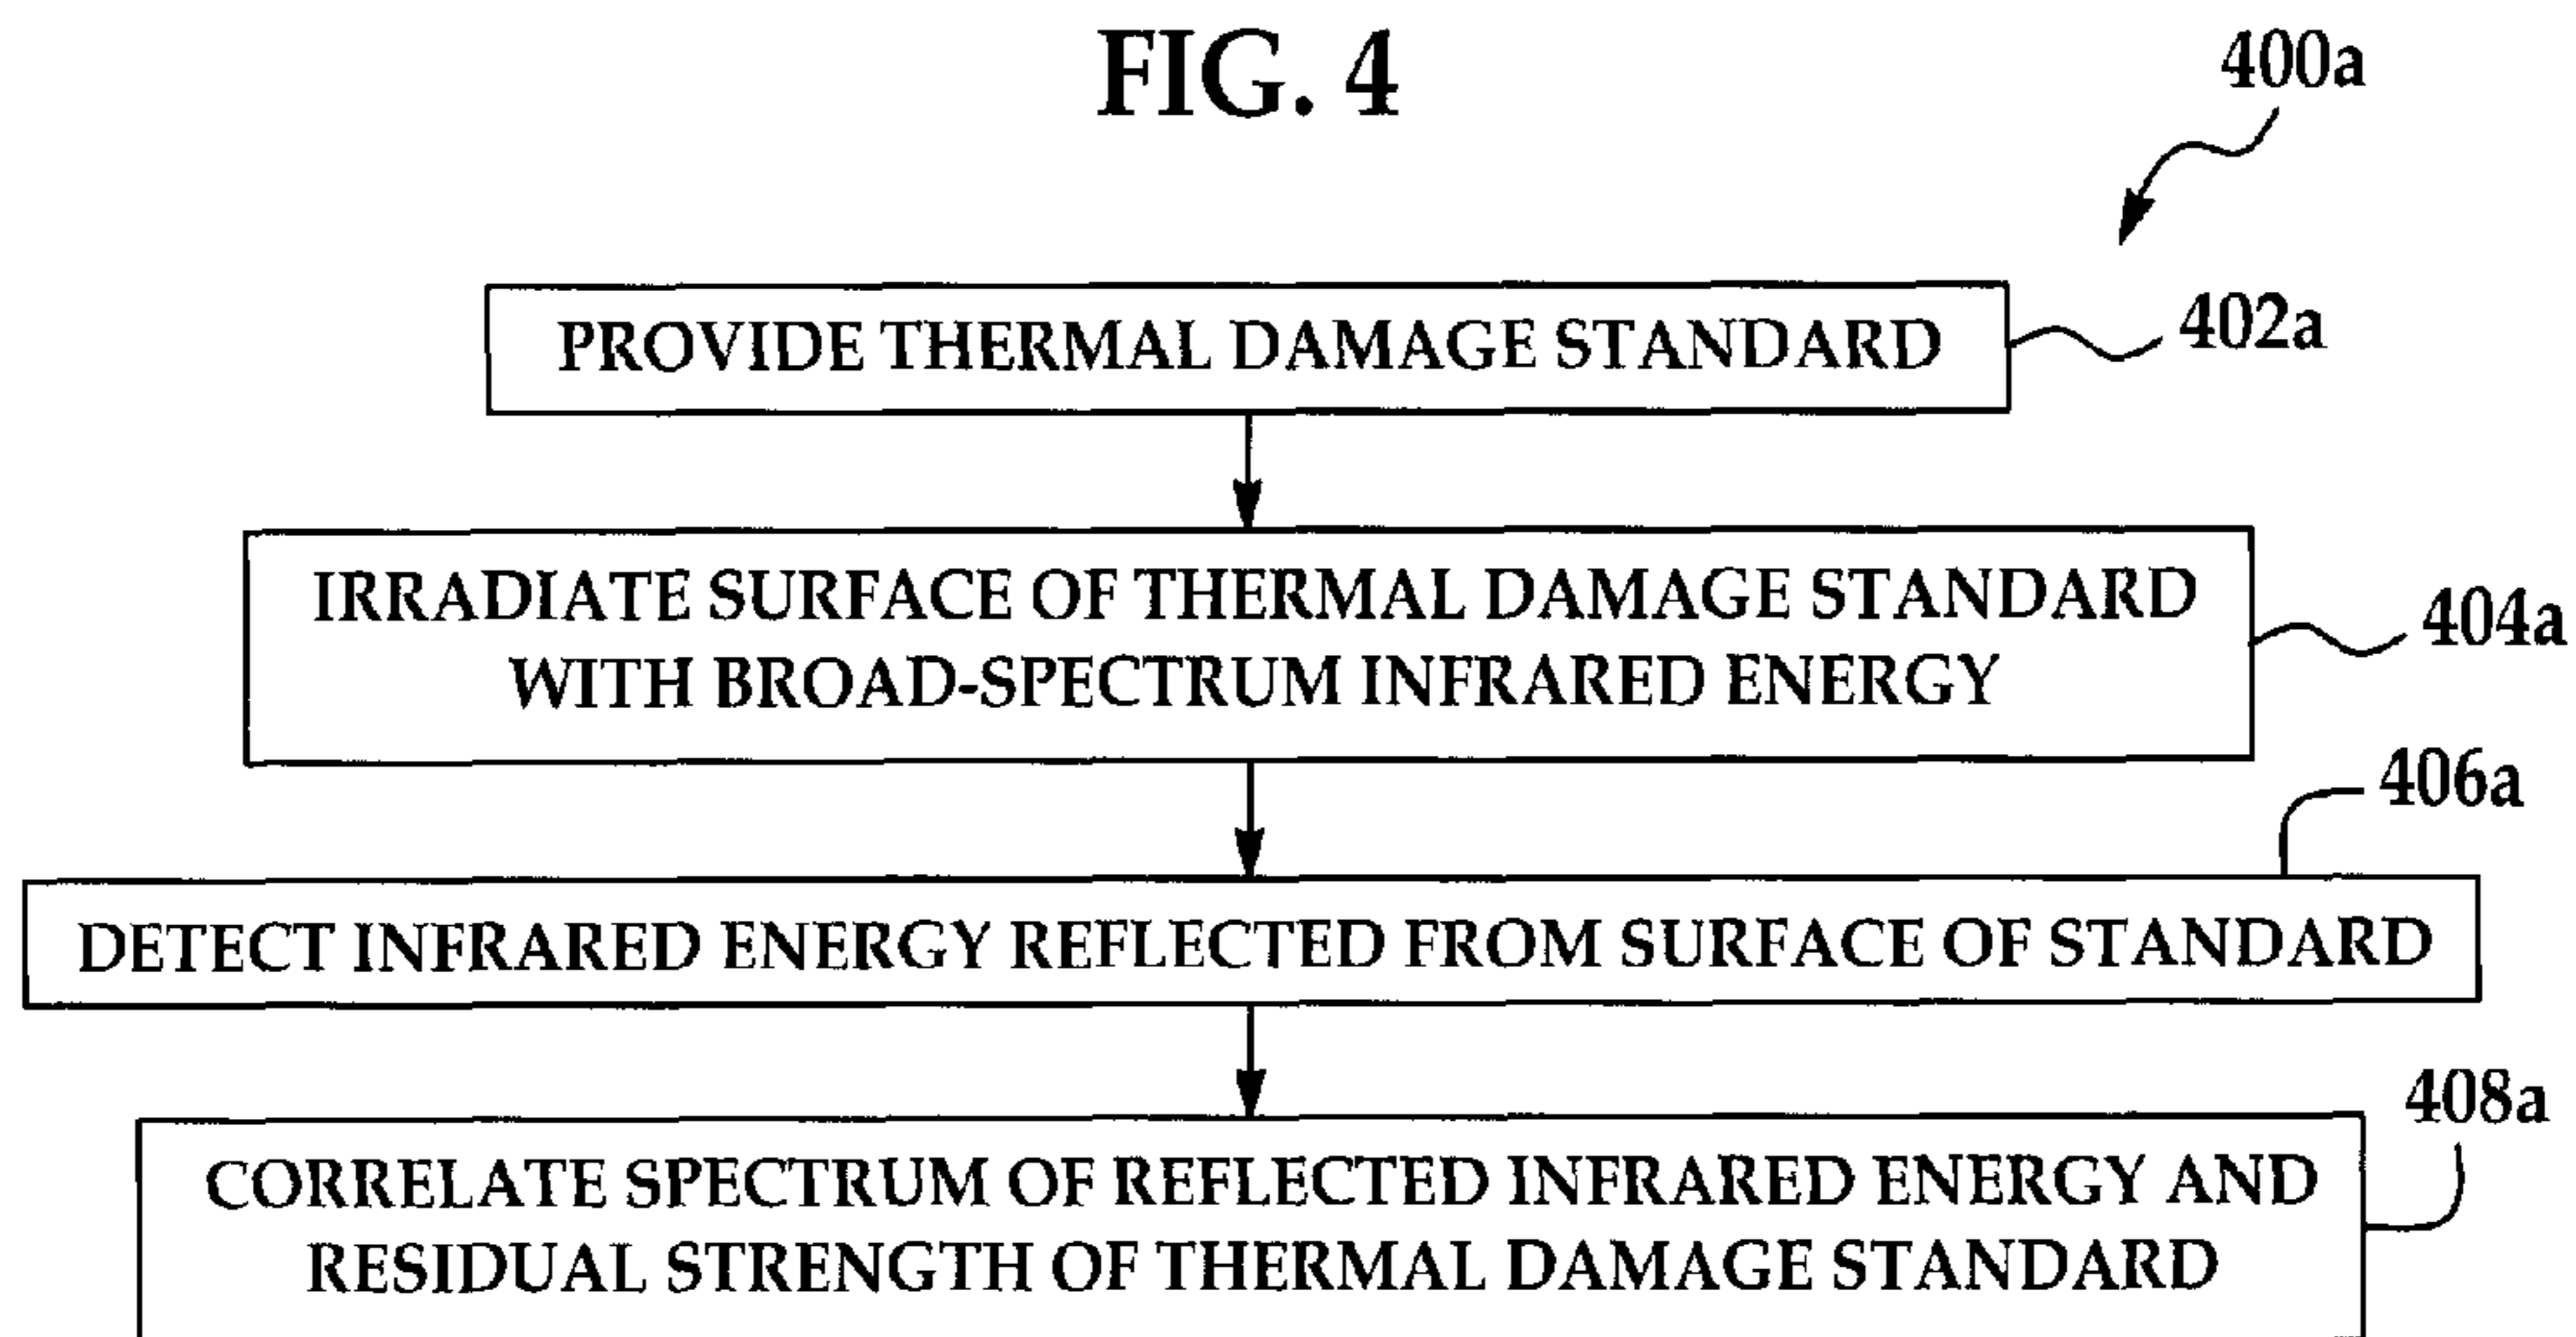 FIG. 4
400a
PROVIDE THERMAL DAMAGE STANDARD
402a
IRRADIATE SURFACE OF THERMAL DAMAGE STANDARD
WITH BROAD-SPECTRUM INFRARED ENERGY
404a
406a
DETECT INFRARED ENERGY REFLECTED FROM SURFACE OF STANDARD
408a
CORRELATE SPECTRUM OF REFLECTED INFRARED ENERGY AND
RESIDUAL STRENGTH OF THERMAL DAMAGE STANDARD